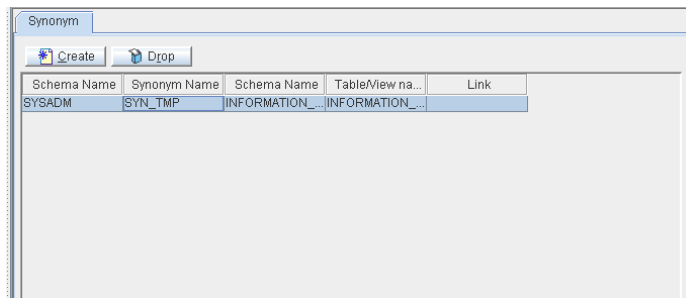 Synonym
Create Drop
Schema Name Synonym Name Schema Name Table/View na... Link
SYSADM SYN_TMP INFORMATION_... INFORMATION_...